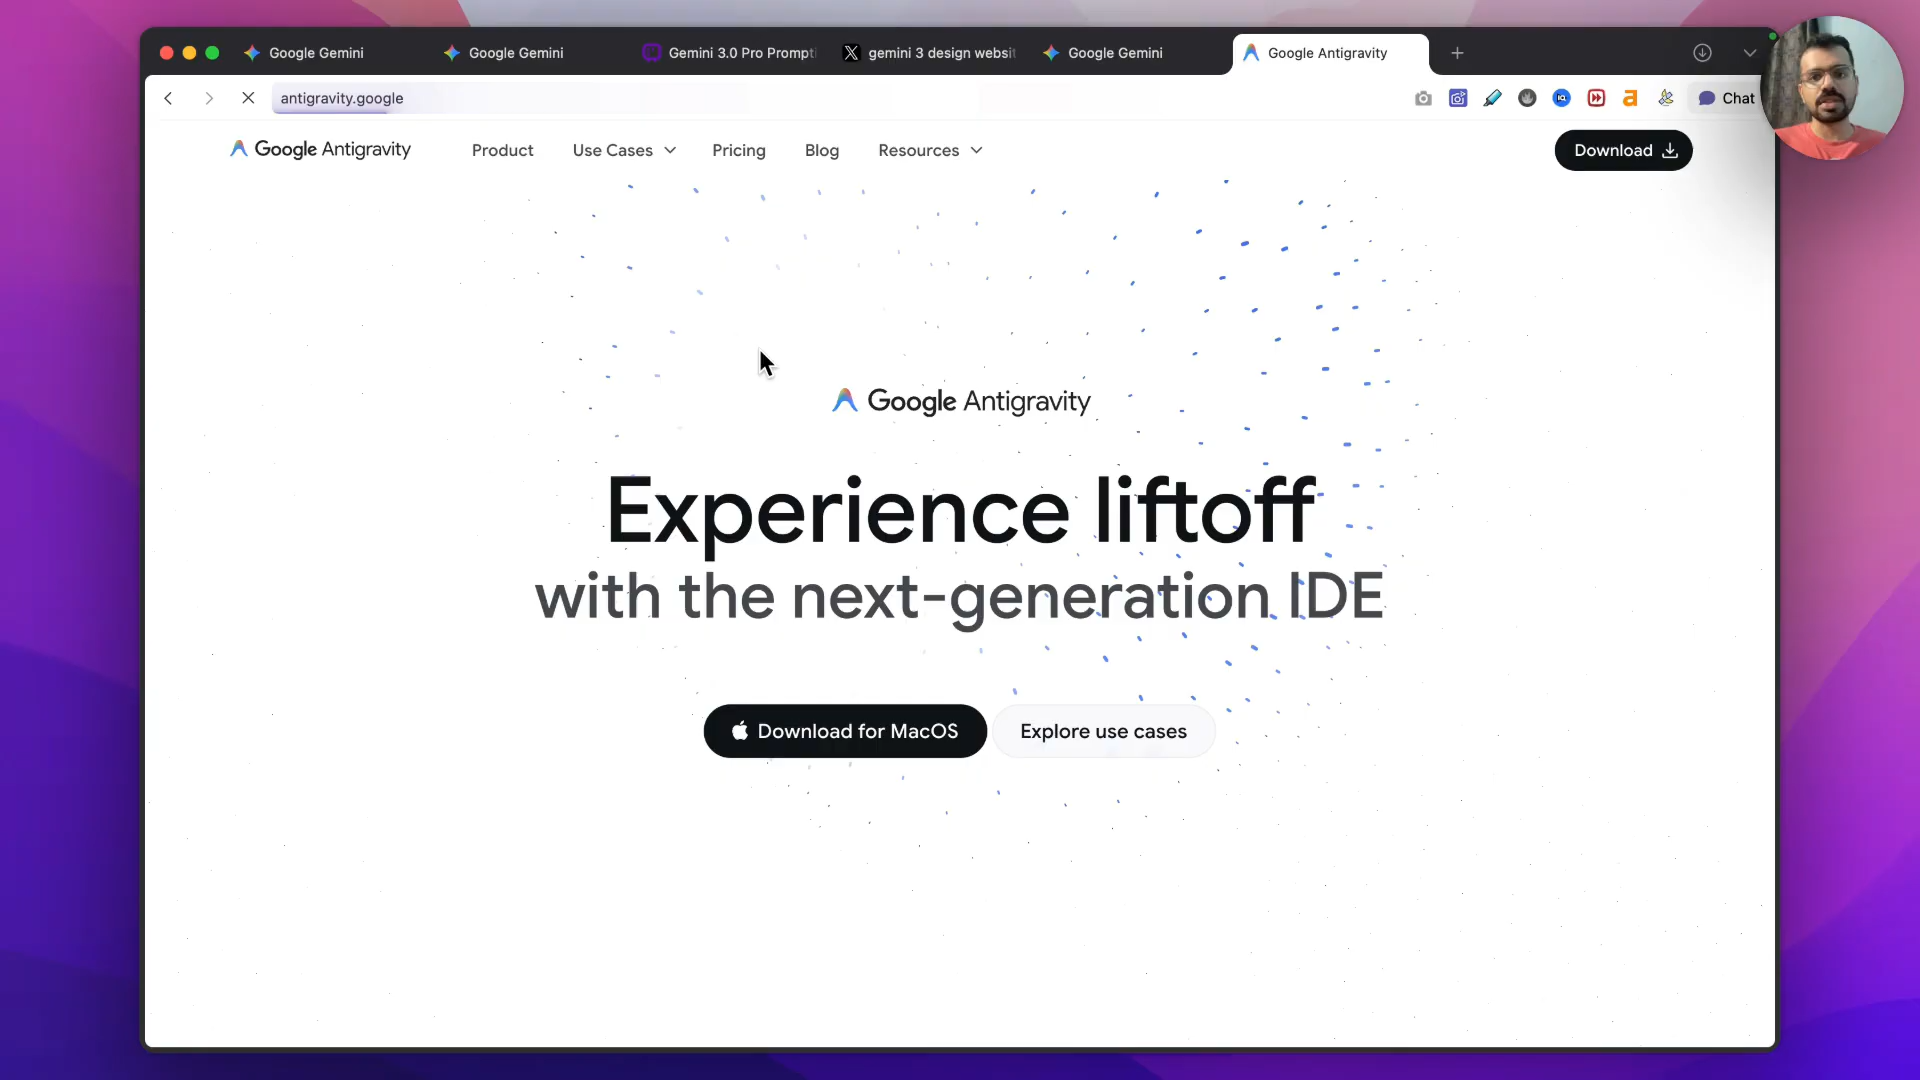 Google Gemini
Google Gemini
Gemini 3.0 Pro Prompti
gemini 3 design websit
Google Gemini
Google Antigravity
antigravity.google
Chat
Google Antigravity
Product
Use Cases
Pricing
Blog
Resources
Download
Google Antigravity
Experience liftoff
with the next-generation IDE
Download for MacOS
Explore use cases